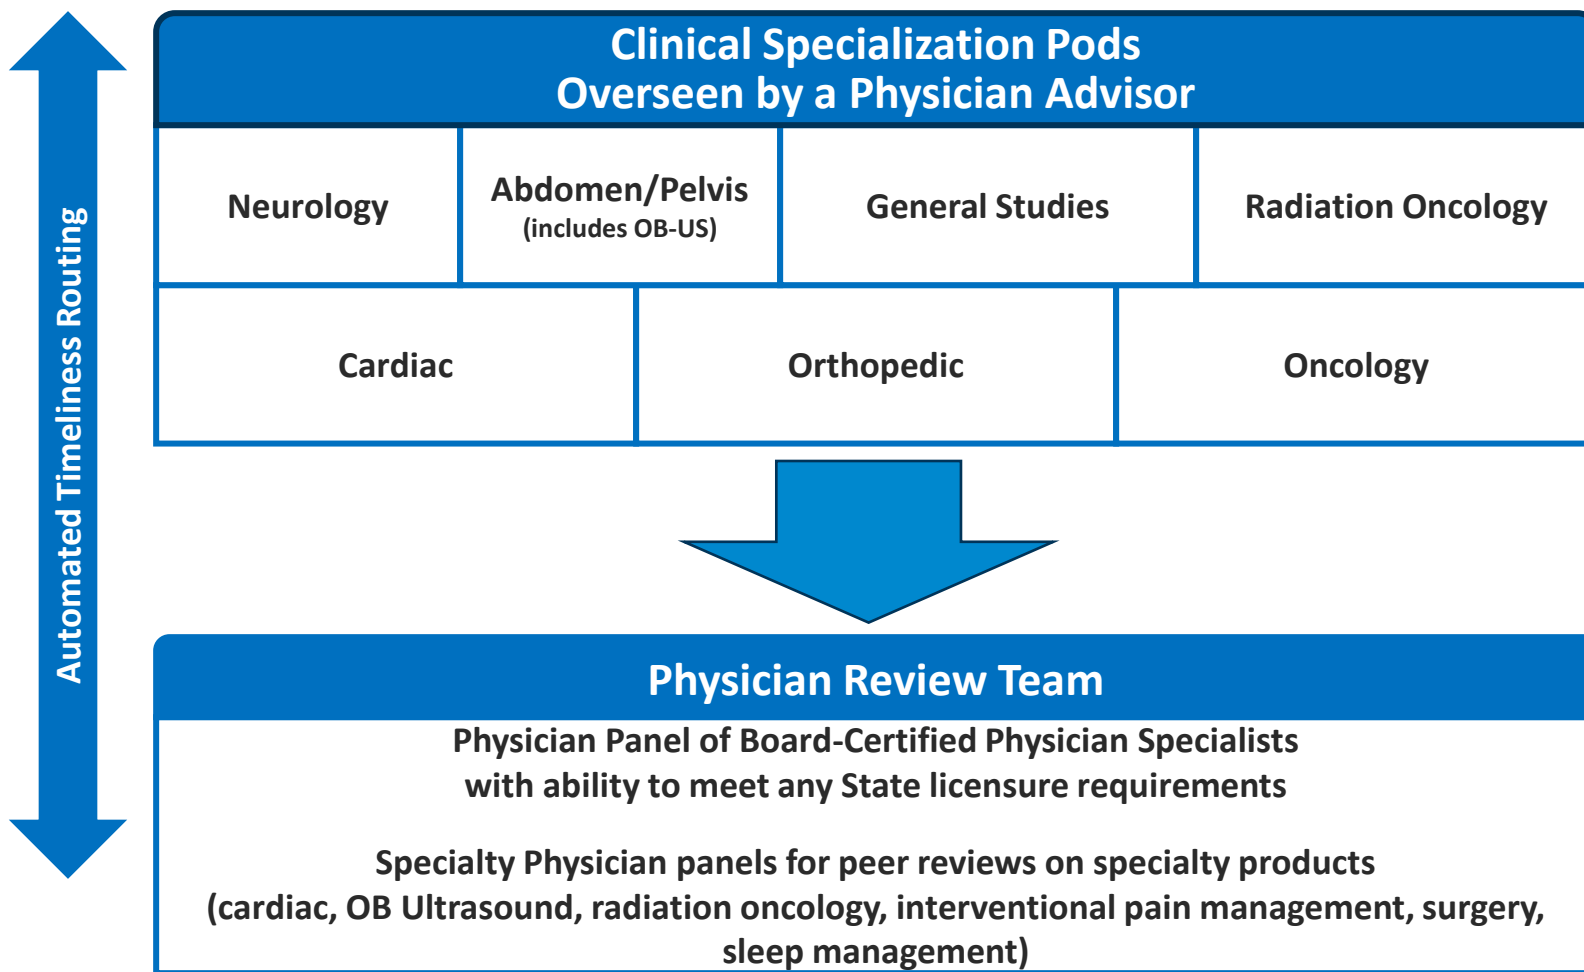 Automated Timeliness Routing
Clinical Specialization Pods
Overseen by a Physician Advisor
Neurology
Abdomen/Pelvis
(includes OB-US)
General Studies
Radiation Oncology
Cardiac
Orthopedic
Oncology
Physician Review Team
Physician Panel of Board-Certified Physician Specialists
with ability to meet any State licensure requirements
Specialty Physician panels for peer reviews on specialty products
(cardiac, OB Ultrasound, radiation oncology, interventional pain management, surgery,
sleep management)